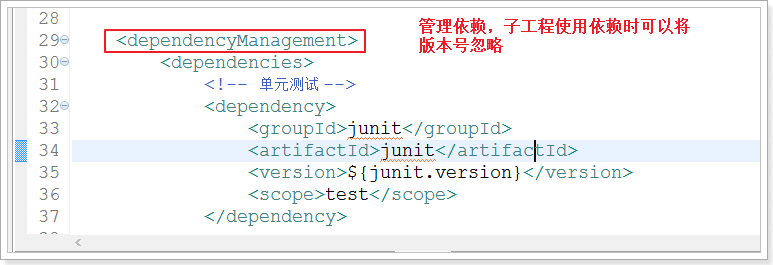 28
29 <dependencyManagement>
管理依赖，子工程使用依赖时可以将
版本号忽略
30 <dependencies>
31 <!-- 单元测试 -->
32 <dependency>
33 <groupId>junit</groupId>
34 <artifactId>junit</artifactId>
35 <version>${junit.version}</version>
36 <scope>test</scope>
37 </dependency>